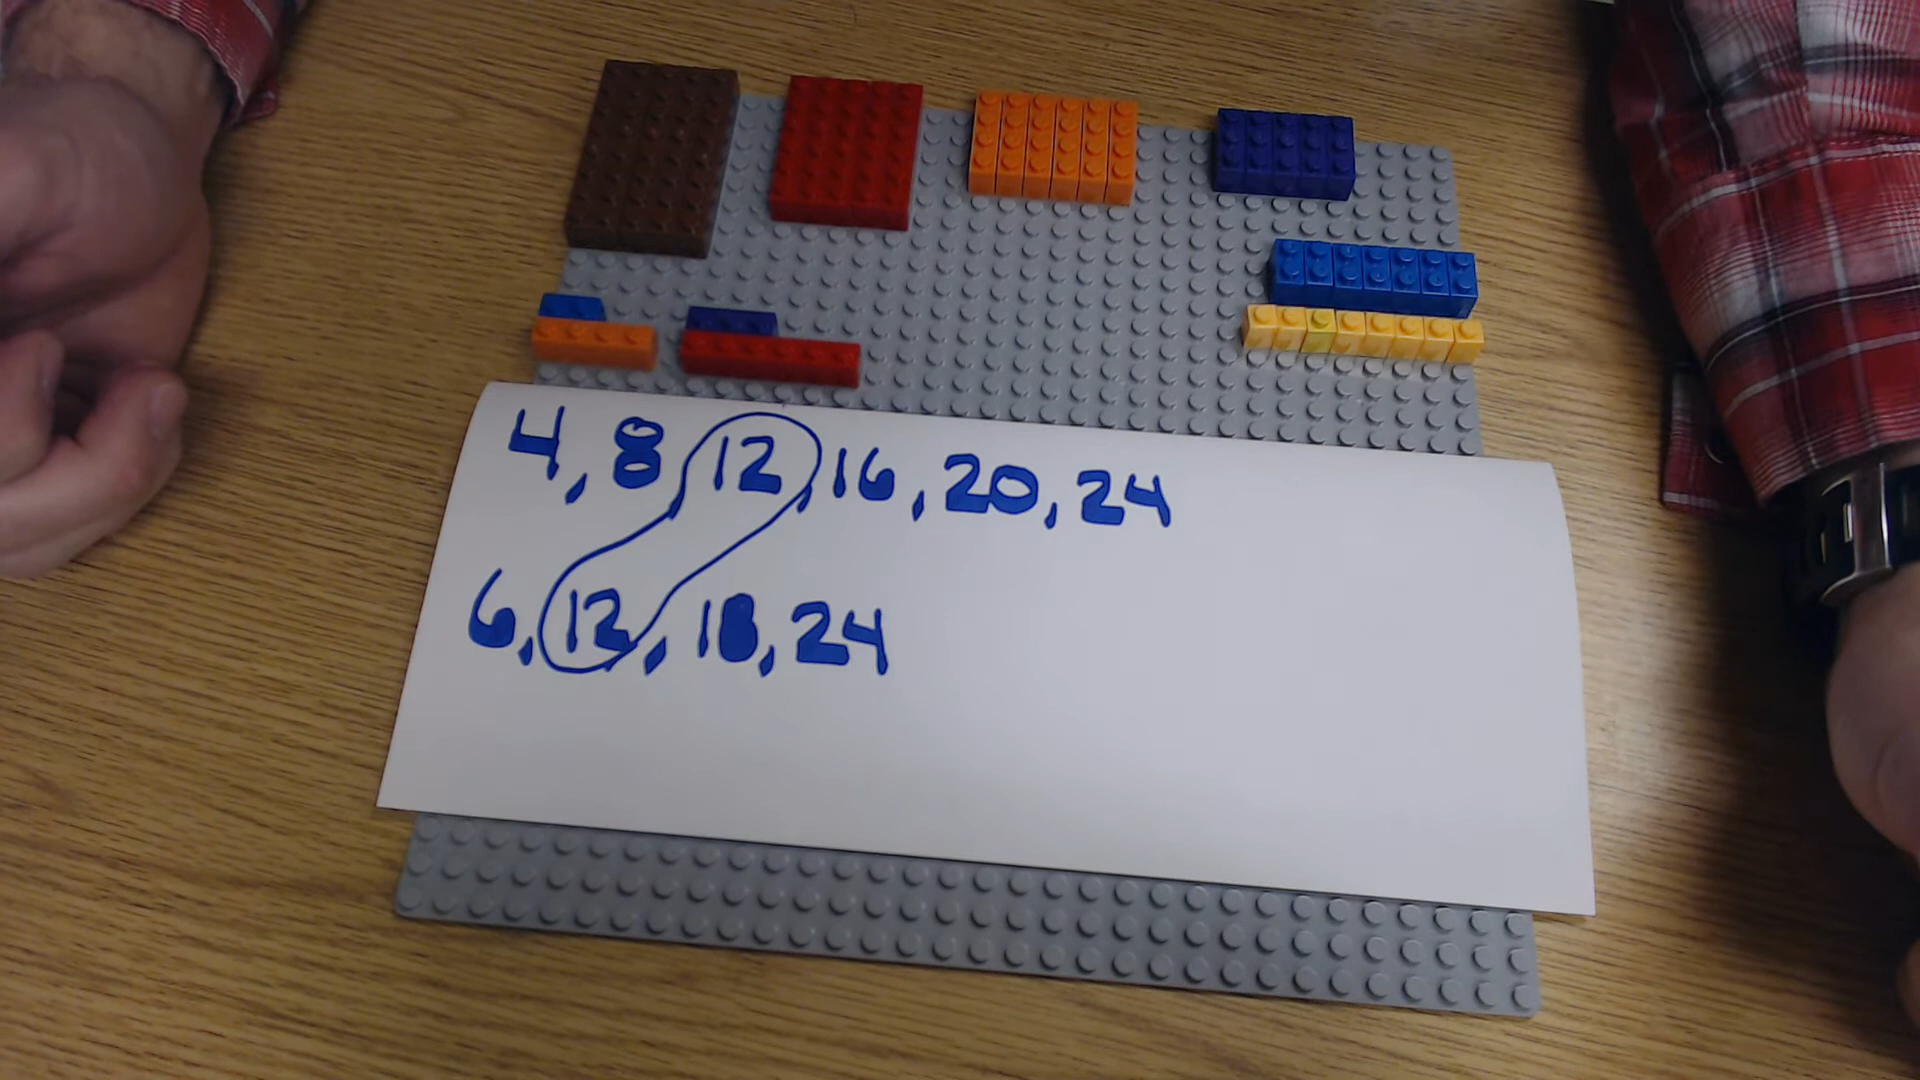 4, 8, 12, 16, 20, 24
6, 12, 18, 24